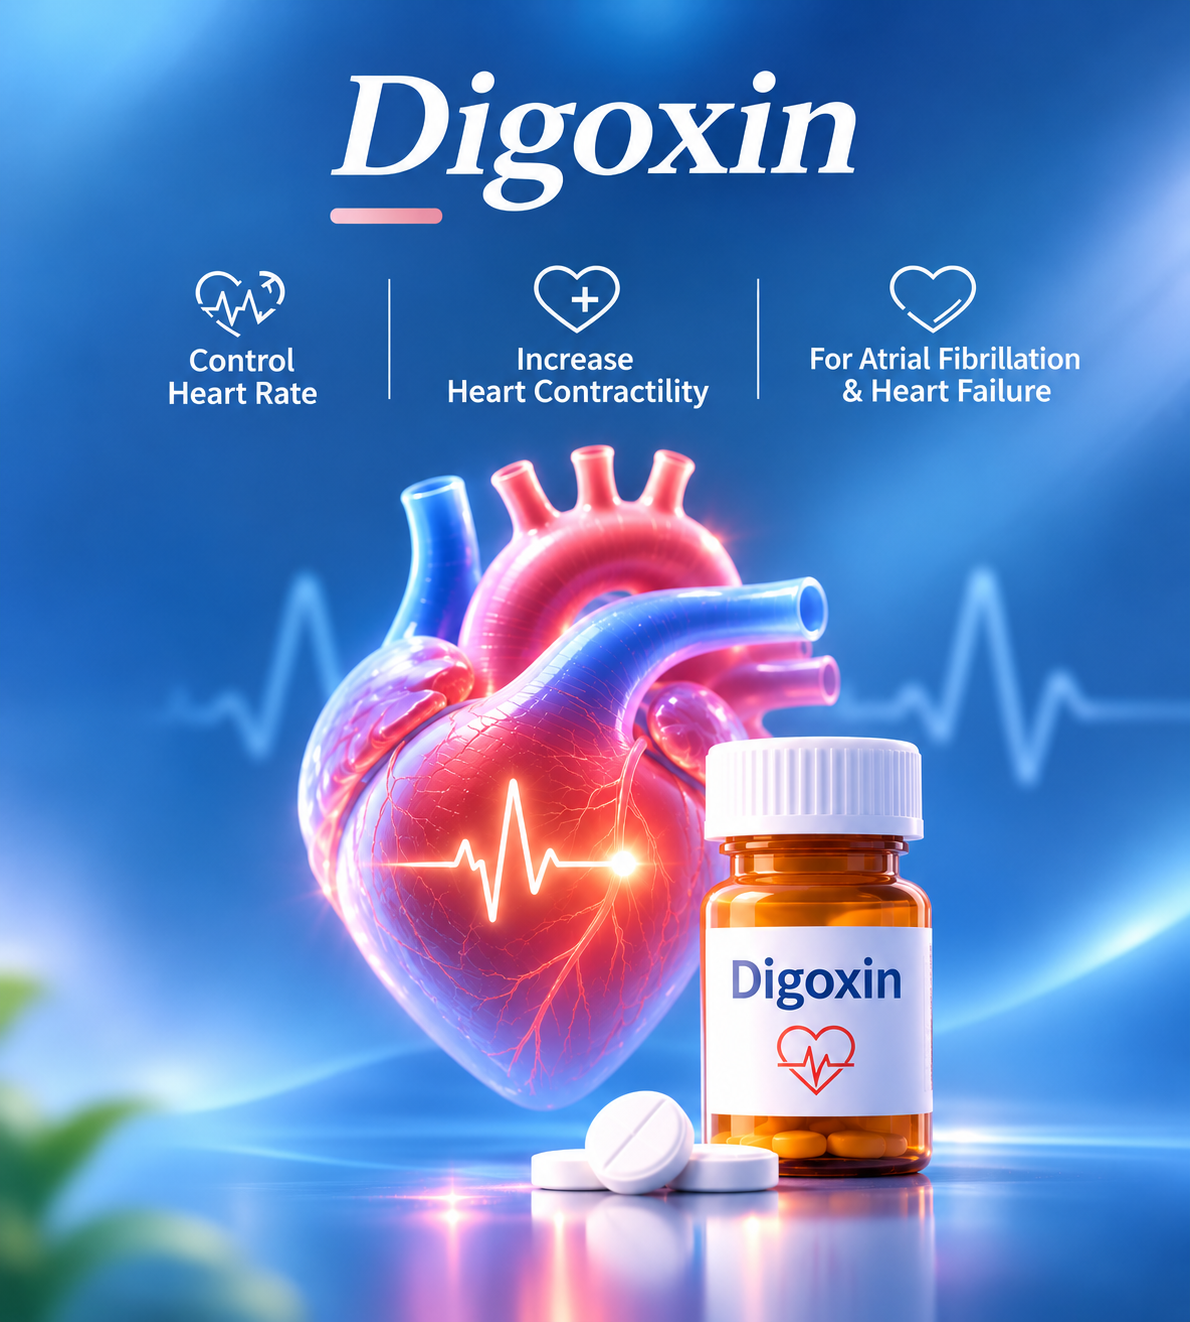 Digoxin
Control
Heart Rate
Increase
Heart Contractility
For Atrial Fibrillation
& Heart Failure
Digoxin